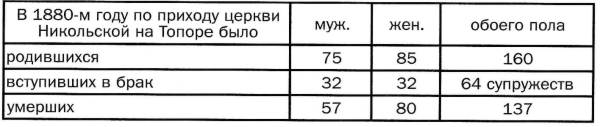 В 1880-м году по приходу церкви муж. жен. обоего пола
Никольской на Топоре было
родившихся 75 85 160
вступивших в брак 32 32 64 супружеств
умерших 57 80 137